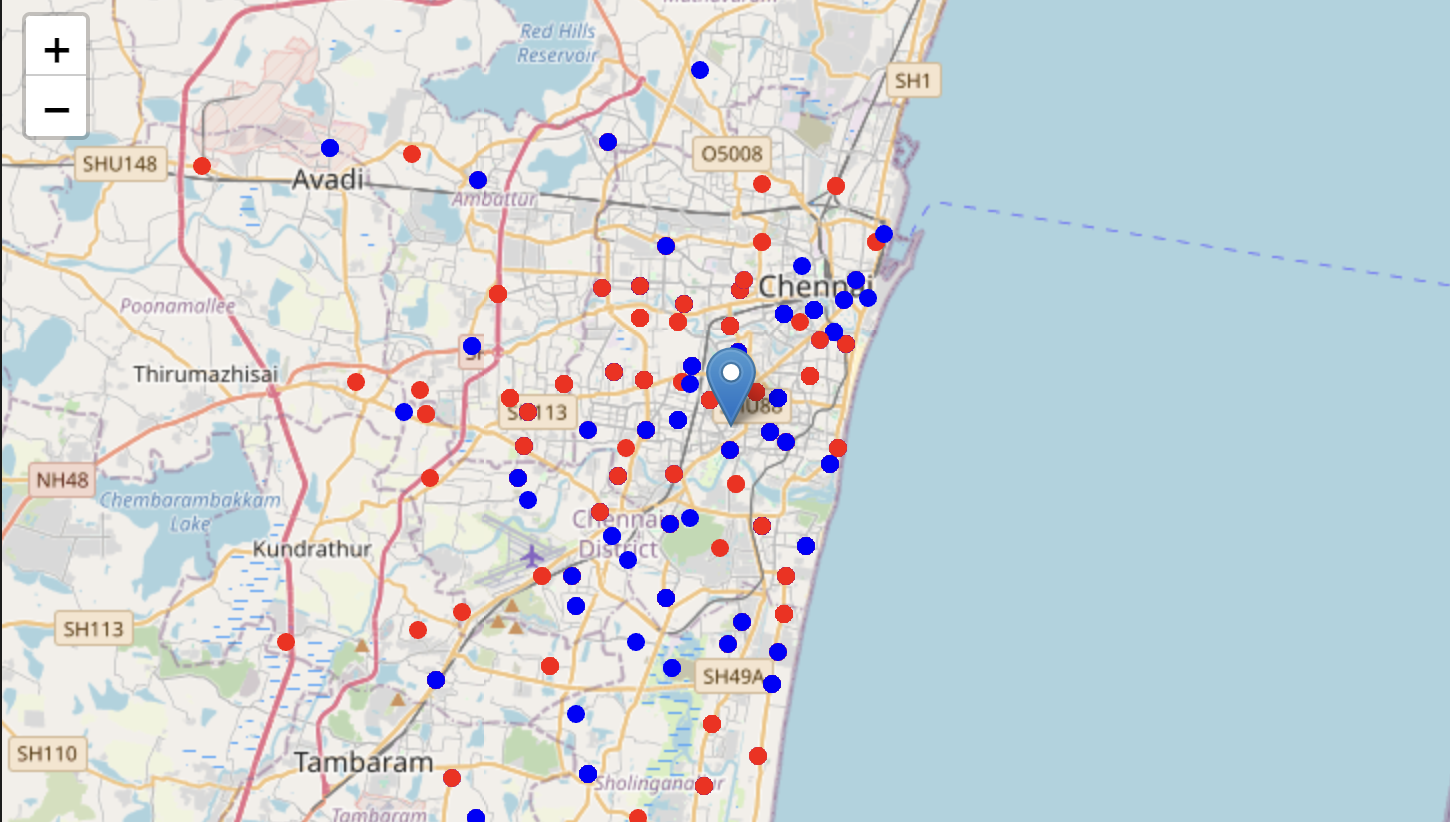 Red Hills
Reservoir
+
−
SH1
O5008
SHU148
Avadi
Ambattur
Chennai
Poonamallee
Thirumazhisai
NH48
Chembarambakkam
Lake
Chennai
District
Kundrathur
SH113
SH49A
SH110
Tambaram
Sholinganallur
Tambaram